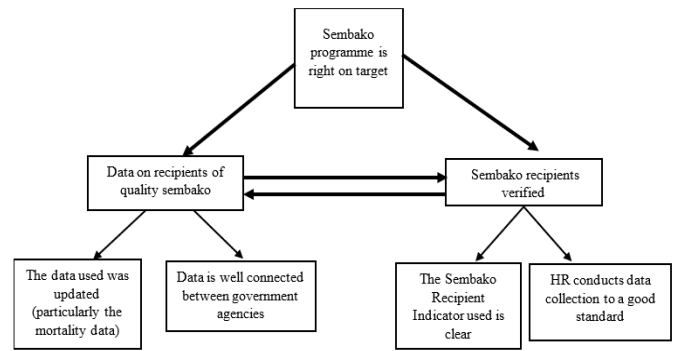 Sembako
programme is
right on target
Data on recipients of
quality sembako
Sembako recipients
verified
The data used was
updated
(particularly the
mortality data)
Data is well connected
between government
agencies
The Sembako
Recipient
Indicator used is
clear
HR conducts data
collection to a good
standard